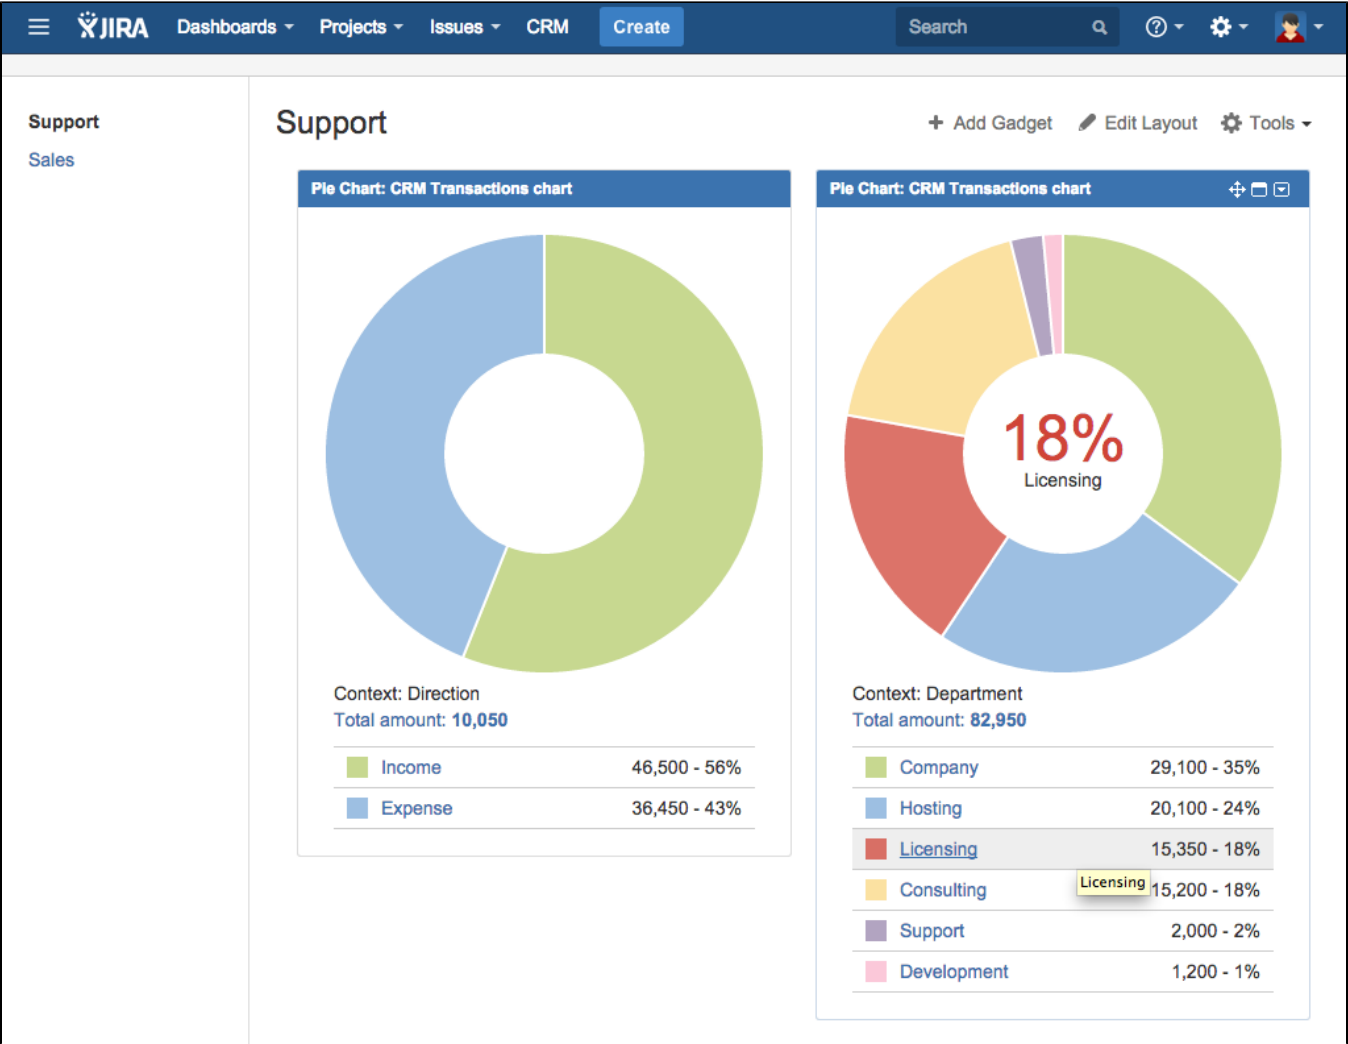 JIRA Dashboards Projects Issues CRM Create Search
Support
Sales
Support
Add Gadget Edit Layout Tools
Pie Chart: CRM Transactions chart
Context: Direction
Total amount: 10,050
Income 46,500 - 56%
Expense 36,450 - 43%
Pie Chart: CRM Transactions chart
18%
Licensing
Context: Department
Total amount: 82,950
Company 29,100 - 35%
Hosting 20,100 - 24%
Licensing 15,350 - 18%
Licensing
Consulting 15,200 - 18%
Support 2,000 - 2%
Development 1,200 - 1%